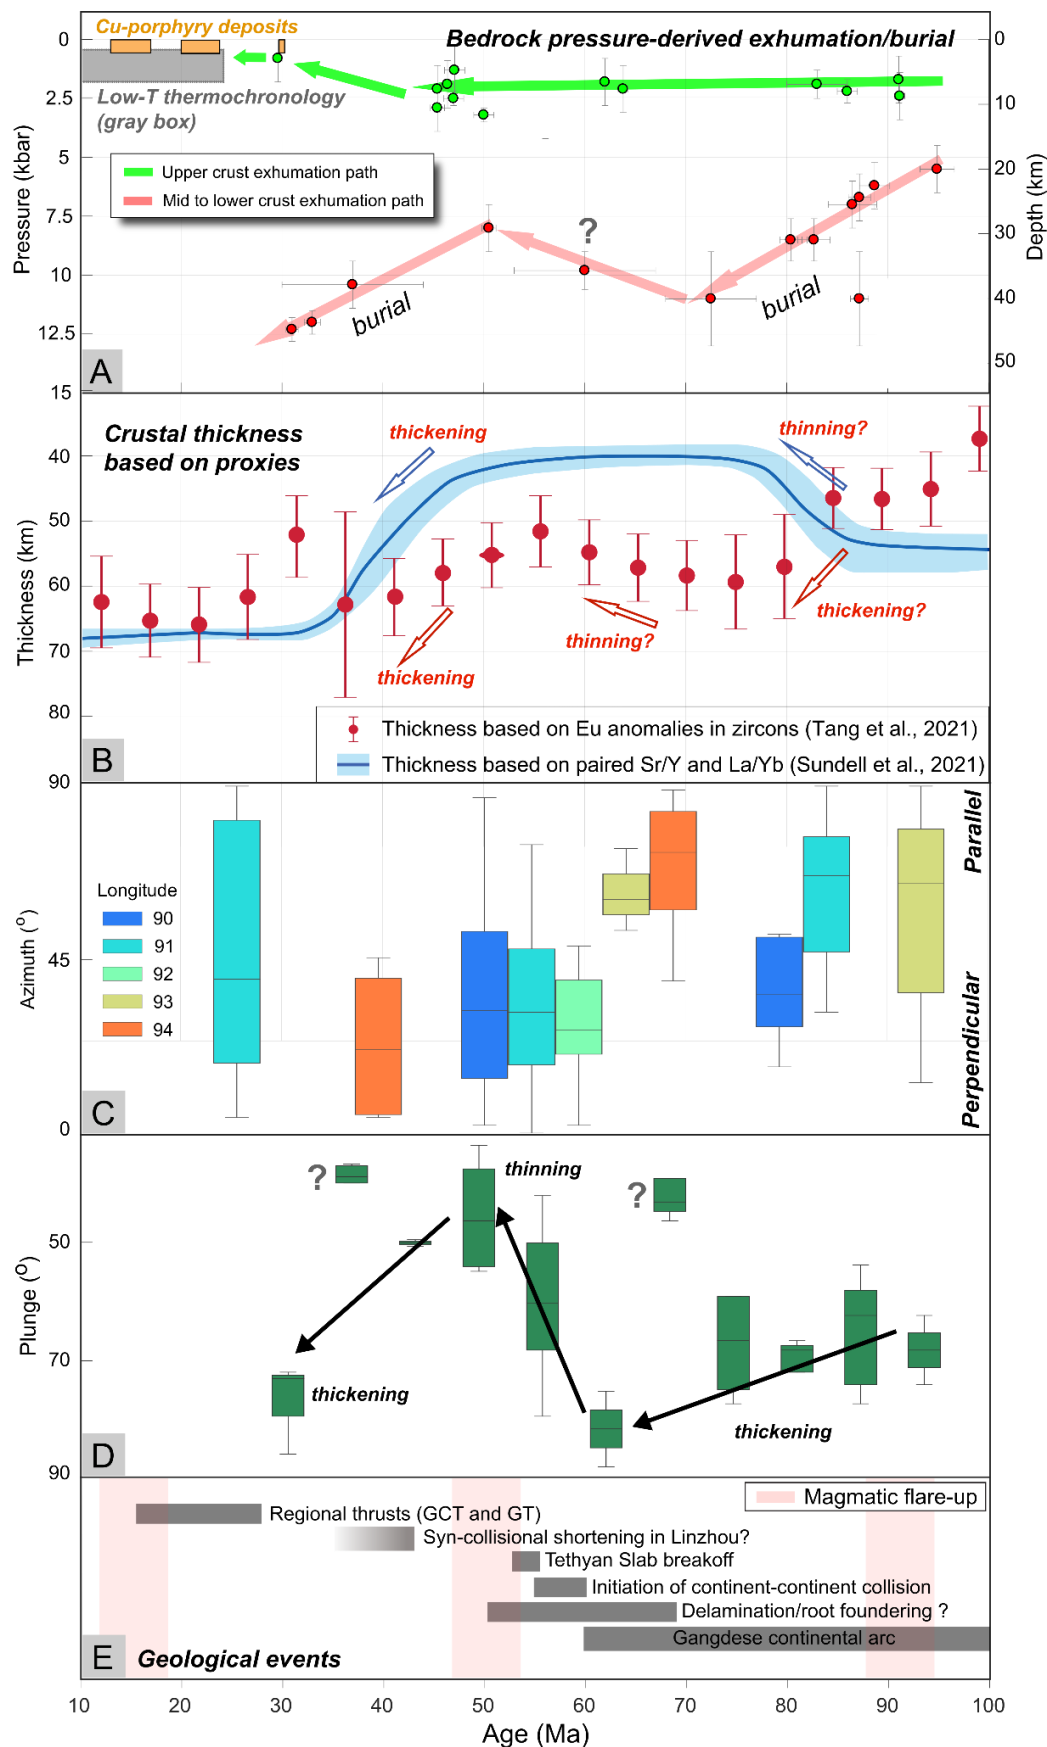 Cu-porphyry deposits
Bedrock pressure-derived exhumation/burial
Low-T thermochronology
(gray box)
Upper crust exhumation path
Mid to lower crust exhumation path
?
burial
burial
0
2.5
5
7.5
10
12.5
15
Pressure (kbar)
0
10
20
30
40
50
Depth (km)
A
Crustal thickness
based on proxies
thickening
thinning?
thickening
thinning?
thickening?
40
50
60
70
80
90
Thickness (km)
Thickness based on Eu anomalies in zircons (Tang et al., 2021)
Thickness based on paired Sr/Y and La/Yb (Sundell et al., 2021)
B
Longitude
90
91
92
93
94
90
45
0
Azimuth (°)
Parallel
Perpendicular
C
?
thinning
?
thickening
thickening
50
70
90
Plunge (°)
D
Magmatic flare-up
Regional thrusts (GCT and GT)
Syn-collisional shortening in Linzhou?
Tethyan Slab breakoff
Initiation of continent-continent collision
Delamination/root foundering ?
Gangdese continental arc
E
Geological events
10
20
30
40
50
60
70
80
90
100
Age (Ma)